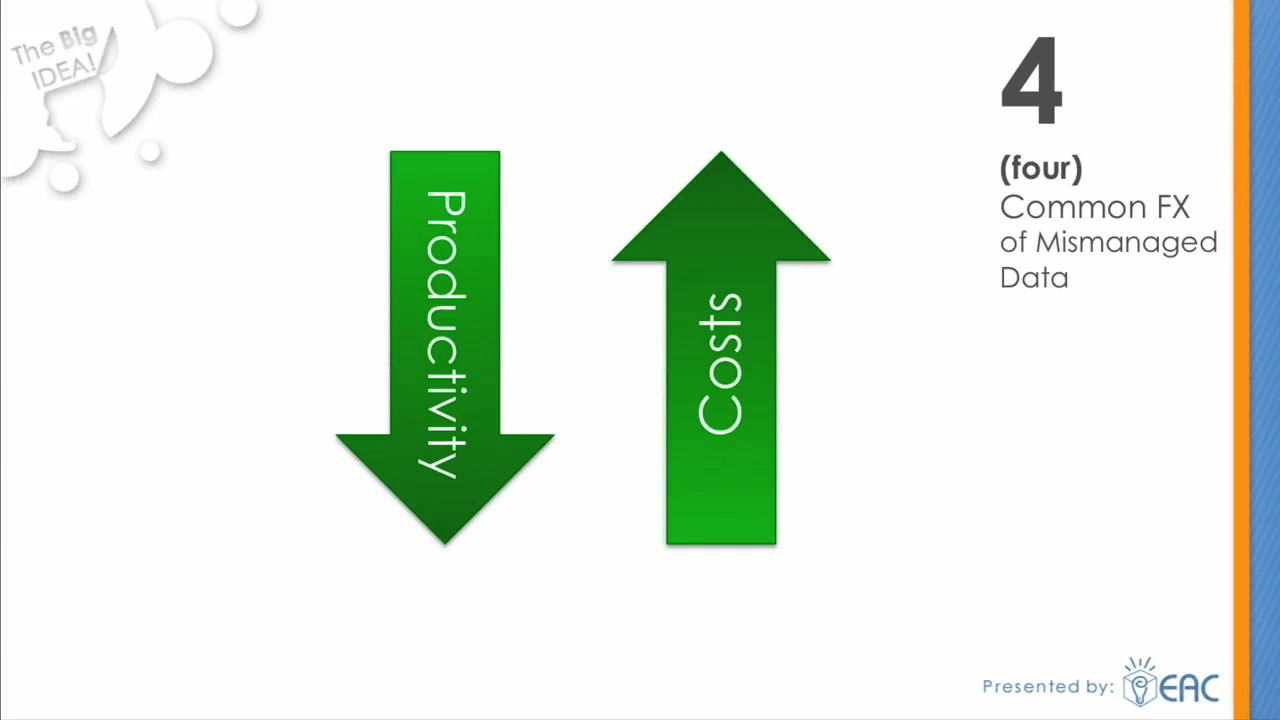 The Big
IDEA!
Productivity
Costs
4
(four)
Common FX
of Mismanaged
Data
Presented by: EAC